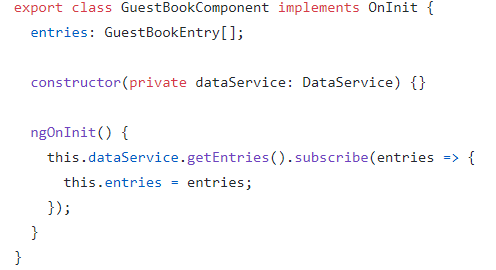 export class GuestBookComponent implements OnInit {
  entries: GuestBookEntry[];

  constructor(private dataService: DataService) {}

  ngOnInit() {
    this.dataService.getEntries().subscribe(entries => {
      this.entries = entries;
    });
  }
}